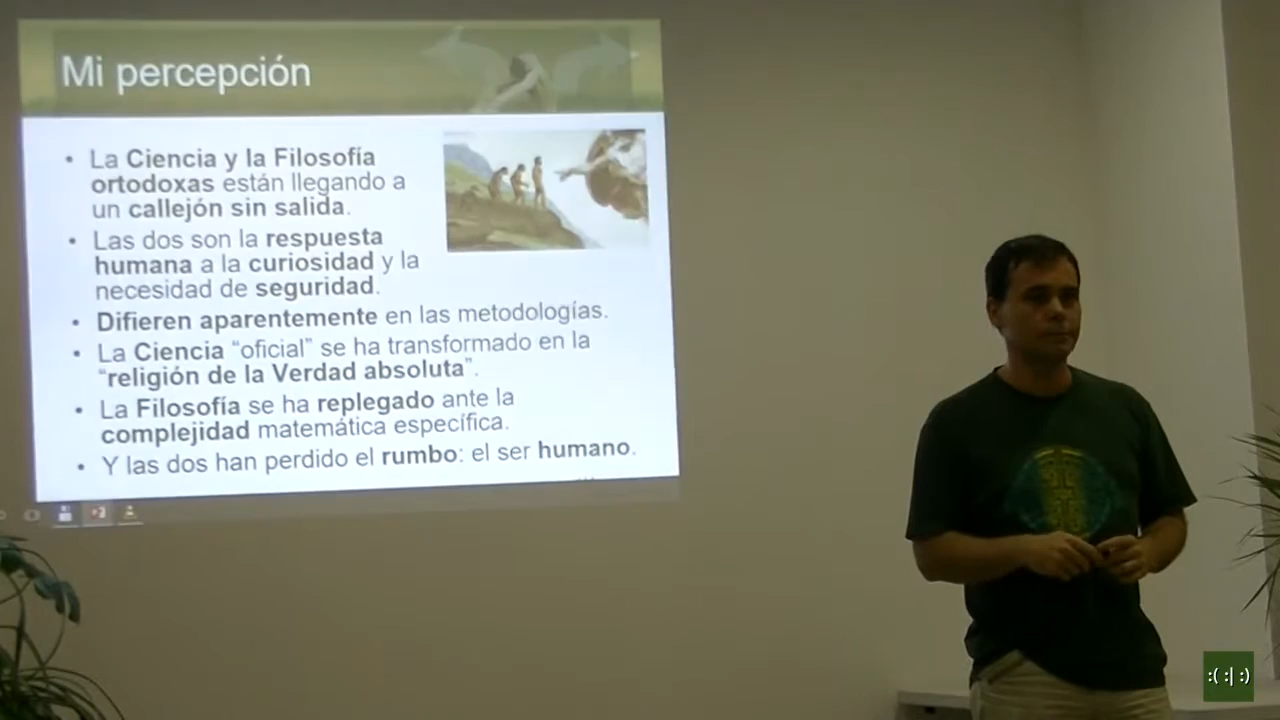 Mi percepción
• La Ciencia y la Filosofía
ortodoxas están llegando a
un callejón sin salida.
• Las dos son la respuesta
humana a la curiosidad y la
necesidad de seguridad.
• Difieren aparentemente en las metodologías.
• La Ciencia “oficial” se ha transformado en la
“religión de la Verdad absoluta”.
• La Filosofía se ha replegado ante la
complejidad matemática específica.
• Y las dos han perdido el rumbo: el ser humano.
:( :| :)